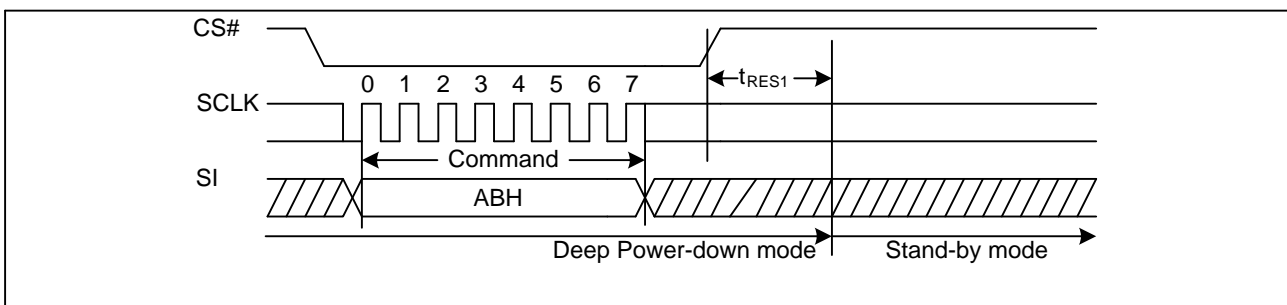 CS#
tRES1
0 1 2 3 4 5 6 7
SCLK
Command
SI
ABH
Deep Power-down mode Stand-by mode